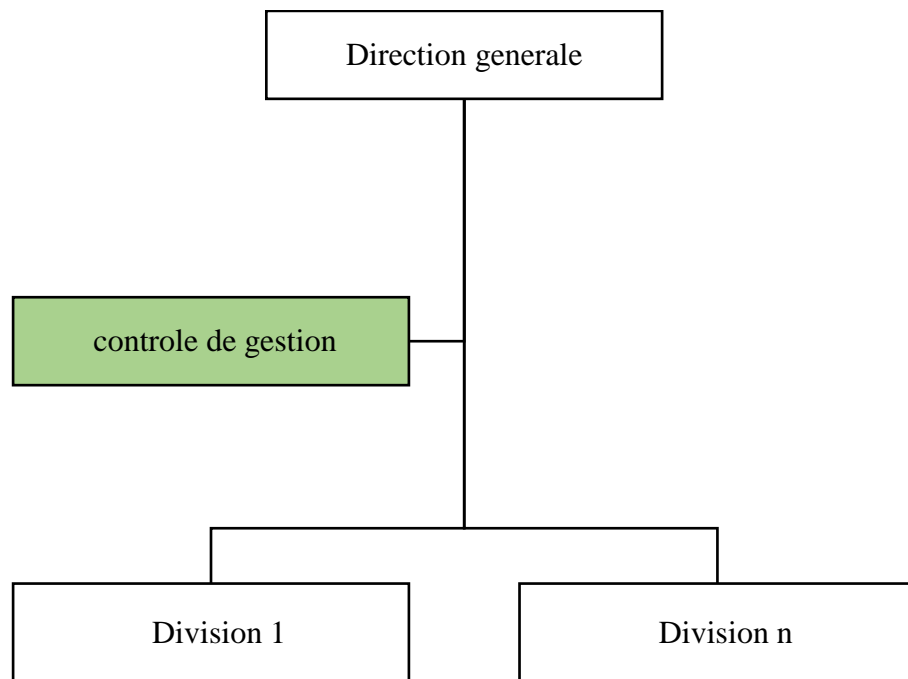 Direction generale
controle de gestion
Division 1
Division n